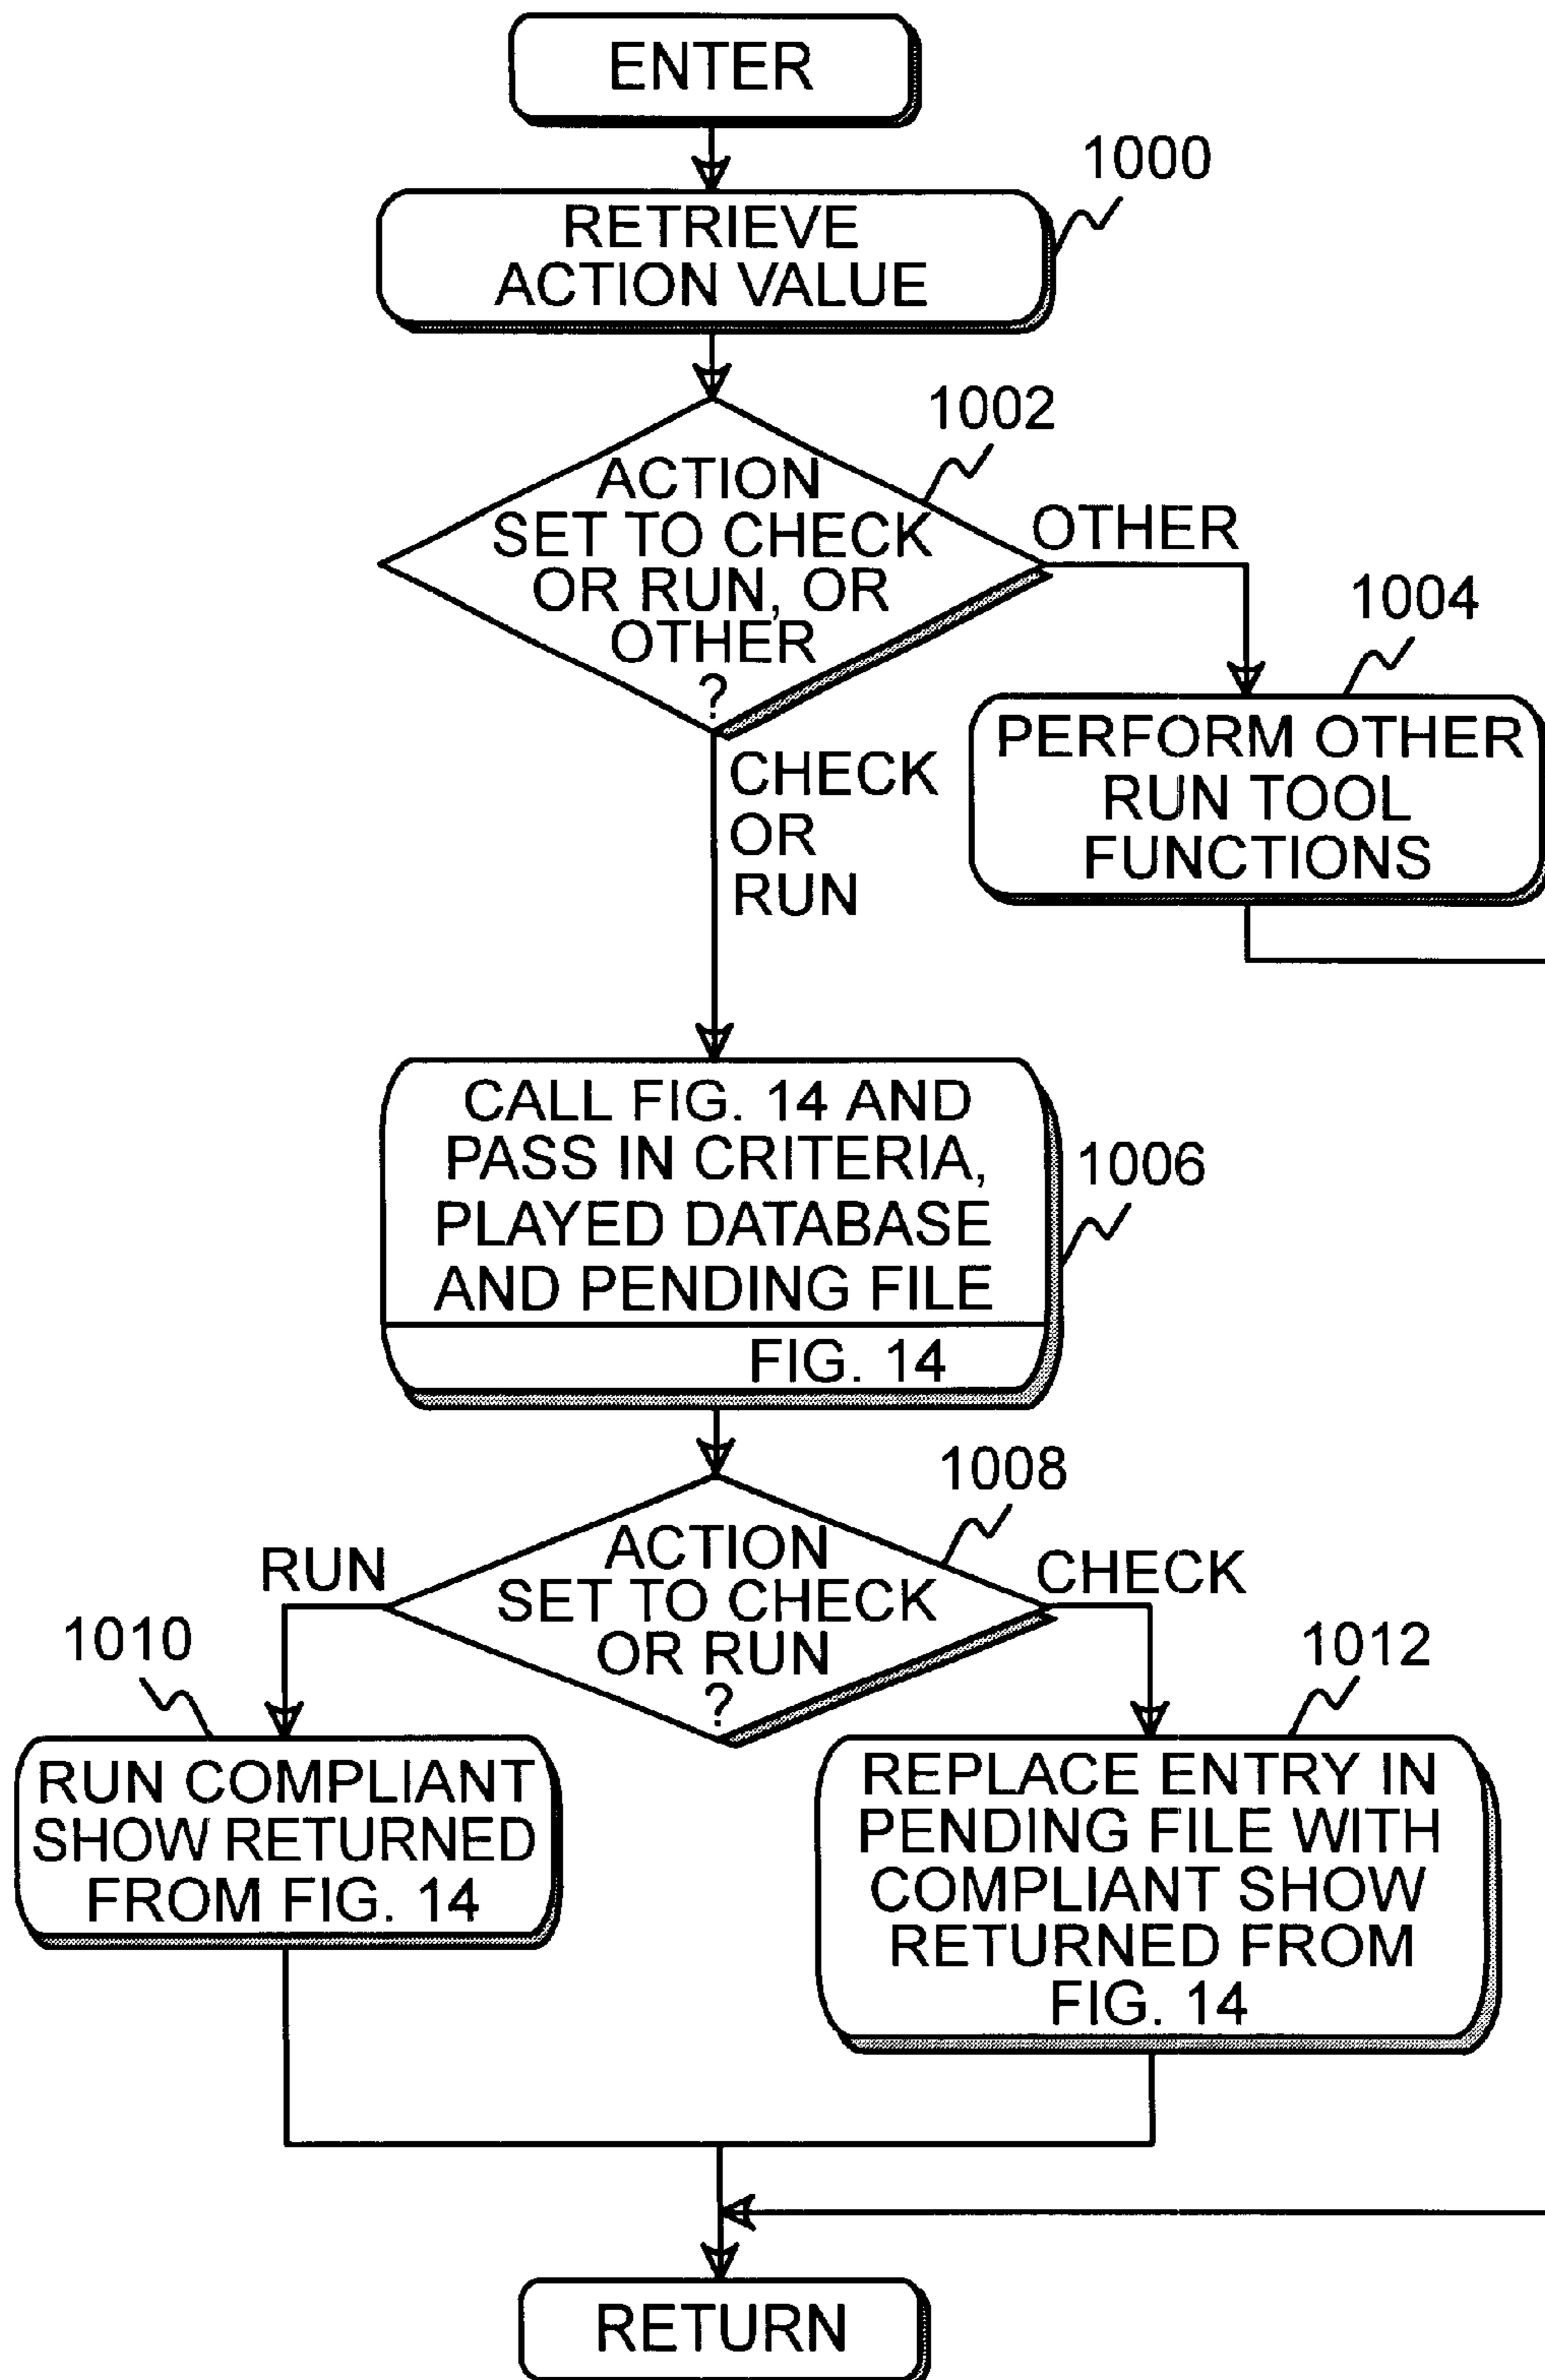 ENTER
1000
RETRIEVE
ACTION VALUE
1002
ACTION
SET TO CHECK
OR RUN, OR
OTHER
?
OTHER
1004
PERFORM OTHER
RUN TOOL
FUNCTIONS
CHECK
OR
RUN
CALL FIG. 14 AND
PASS IN CRITERIA,
PLAYED DATABASE
AND PENDING FILE
FIG. 14
1006
1008
ACTION
SET TO CHECK
OR RUN
?
RUN
CHECK
1010
RUN COMPLIANT
SHOW RETURNED
FROM FIG. 14
1012
REPLACE ENTRY IN
PENDING FILE WITH
COMPLIANT SHOW
RETURNED FROM
FIG. 14
RETURN